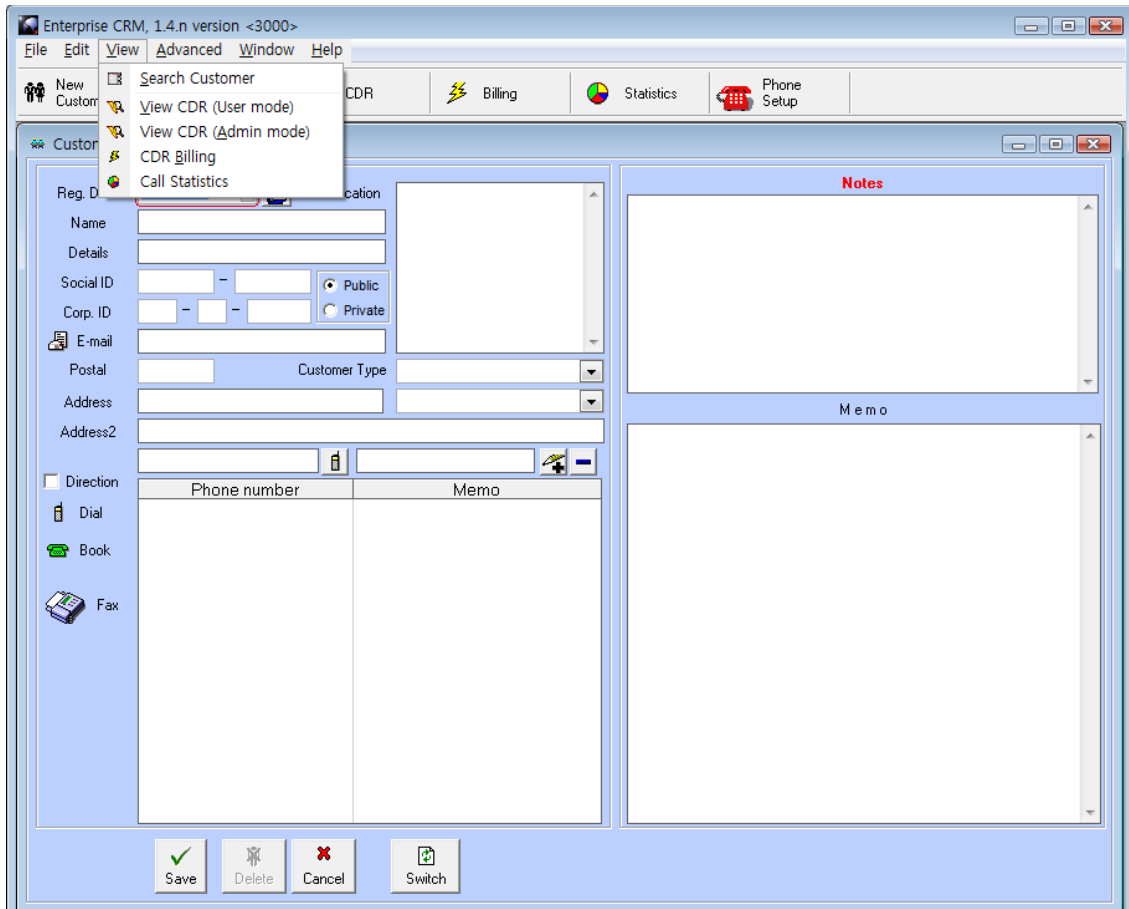 Enterprise CRM, 1.4.n version <3000>
File Edit View Advanced Window Help
New
Custom
CDR
Billing
Statistics
Phone
Setup
Search Customer
View CDR (User mode)
View CDR (Admin mode)
CDR Billing
Call Statistics
Custor
Reg. D
cation
Name
Details
Social ID - Public
Corp. ID - - Private
E-mail
Postal Customer Type
Address
Address2
Direction
Phone number Memo
Dial
Book
Fax
Notes
Memo
Save Delete Cancel Switch